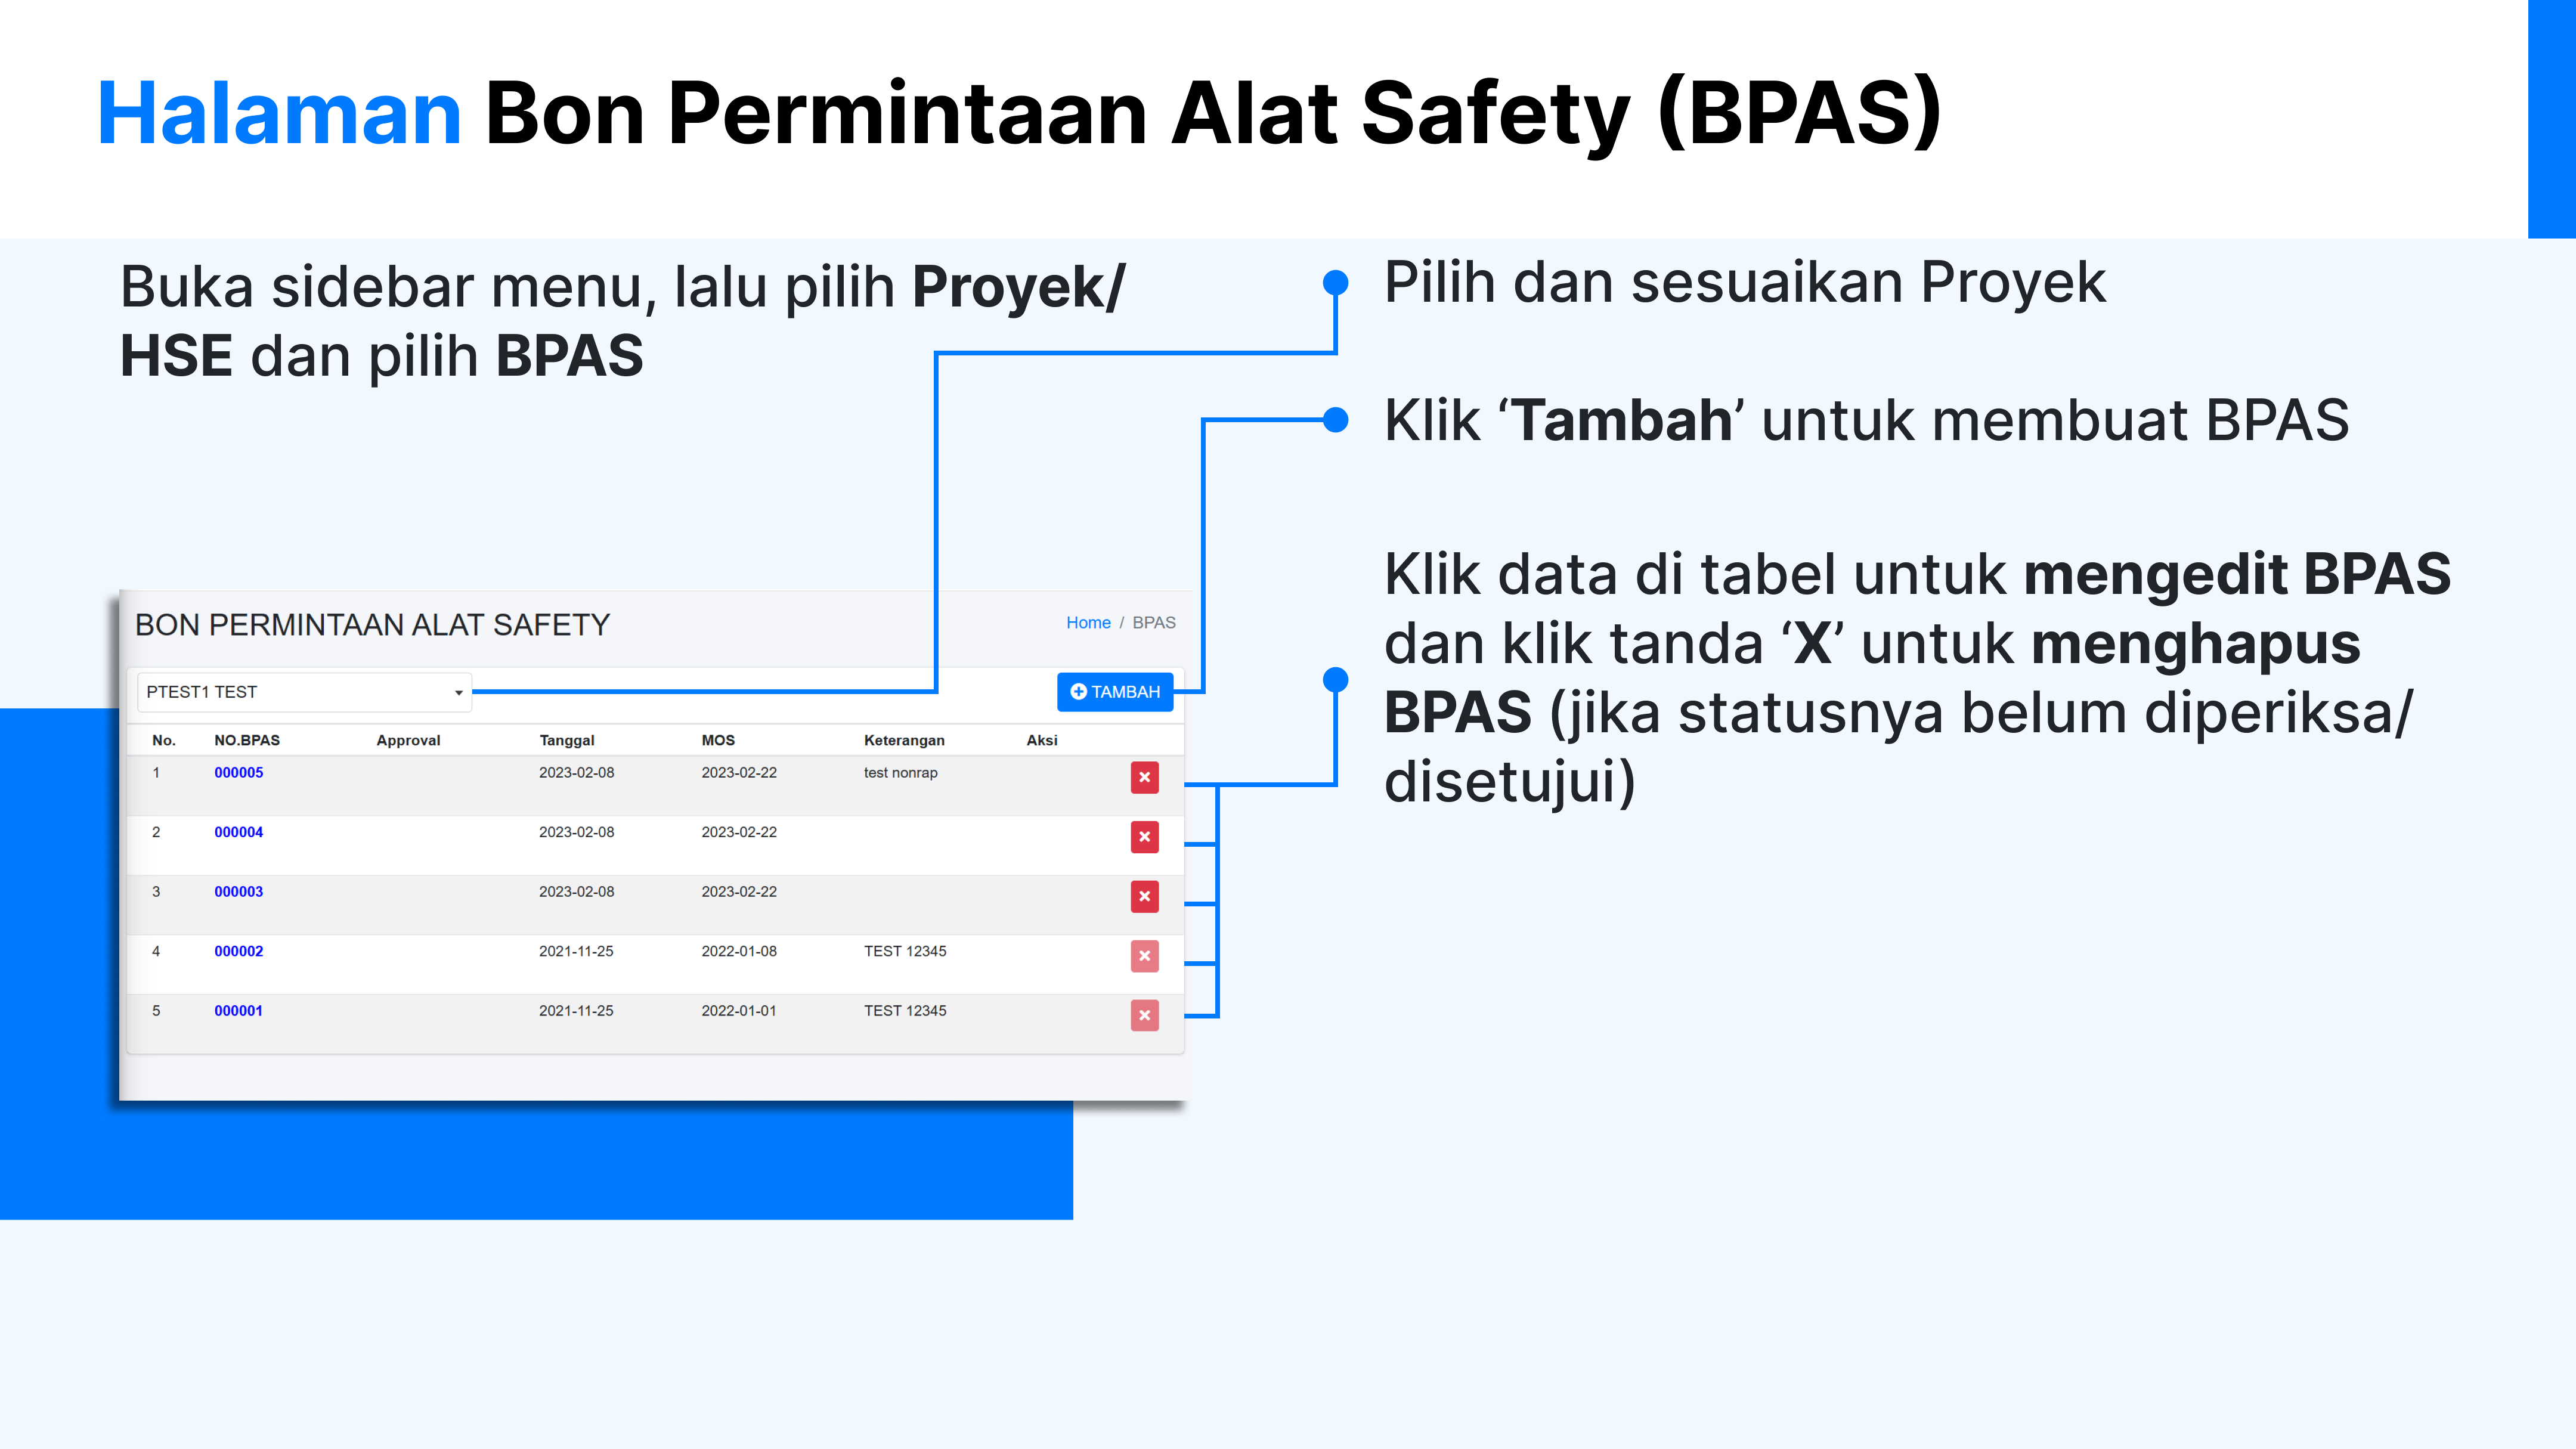 Halaman Bon Permintaan Alat Safety (BPAS)
Buka sidebar menu, lalu pilih Proyek/
HSE dan pilih BPAS
Pilih dan sesuaikan Proyek
Klik ‘Tambah’ untuk membuat BPAS
Klik data di tabel untuk mengedit BPAS
dan klik tanda ‘X’ untuk menghapus
BPAS (jika statusnya belum diperiksa/
disetujui)
BON PERMINTAAN ALAT SAFETY
Home / BPAS
PTEST1 TEST
TAMBAH
No. NO.BPAS Approval Tanggal MOS Keterangan Aksi
1 000005 2023-02-08 2023-02-22 test nonrap
2 000004 2023-02-08 2023-02-22
3 000003 2023-02-08 2023-02-22
4 000002 2021-11-25 2022-01-08 TEST 12345
5 000001 2021-11-25 2022-01-01 TEST 12345